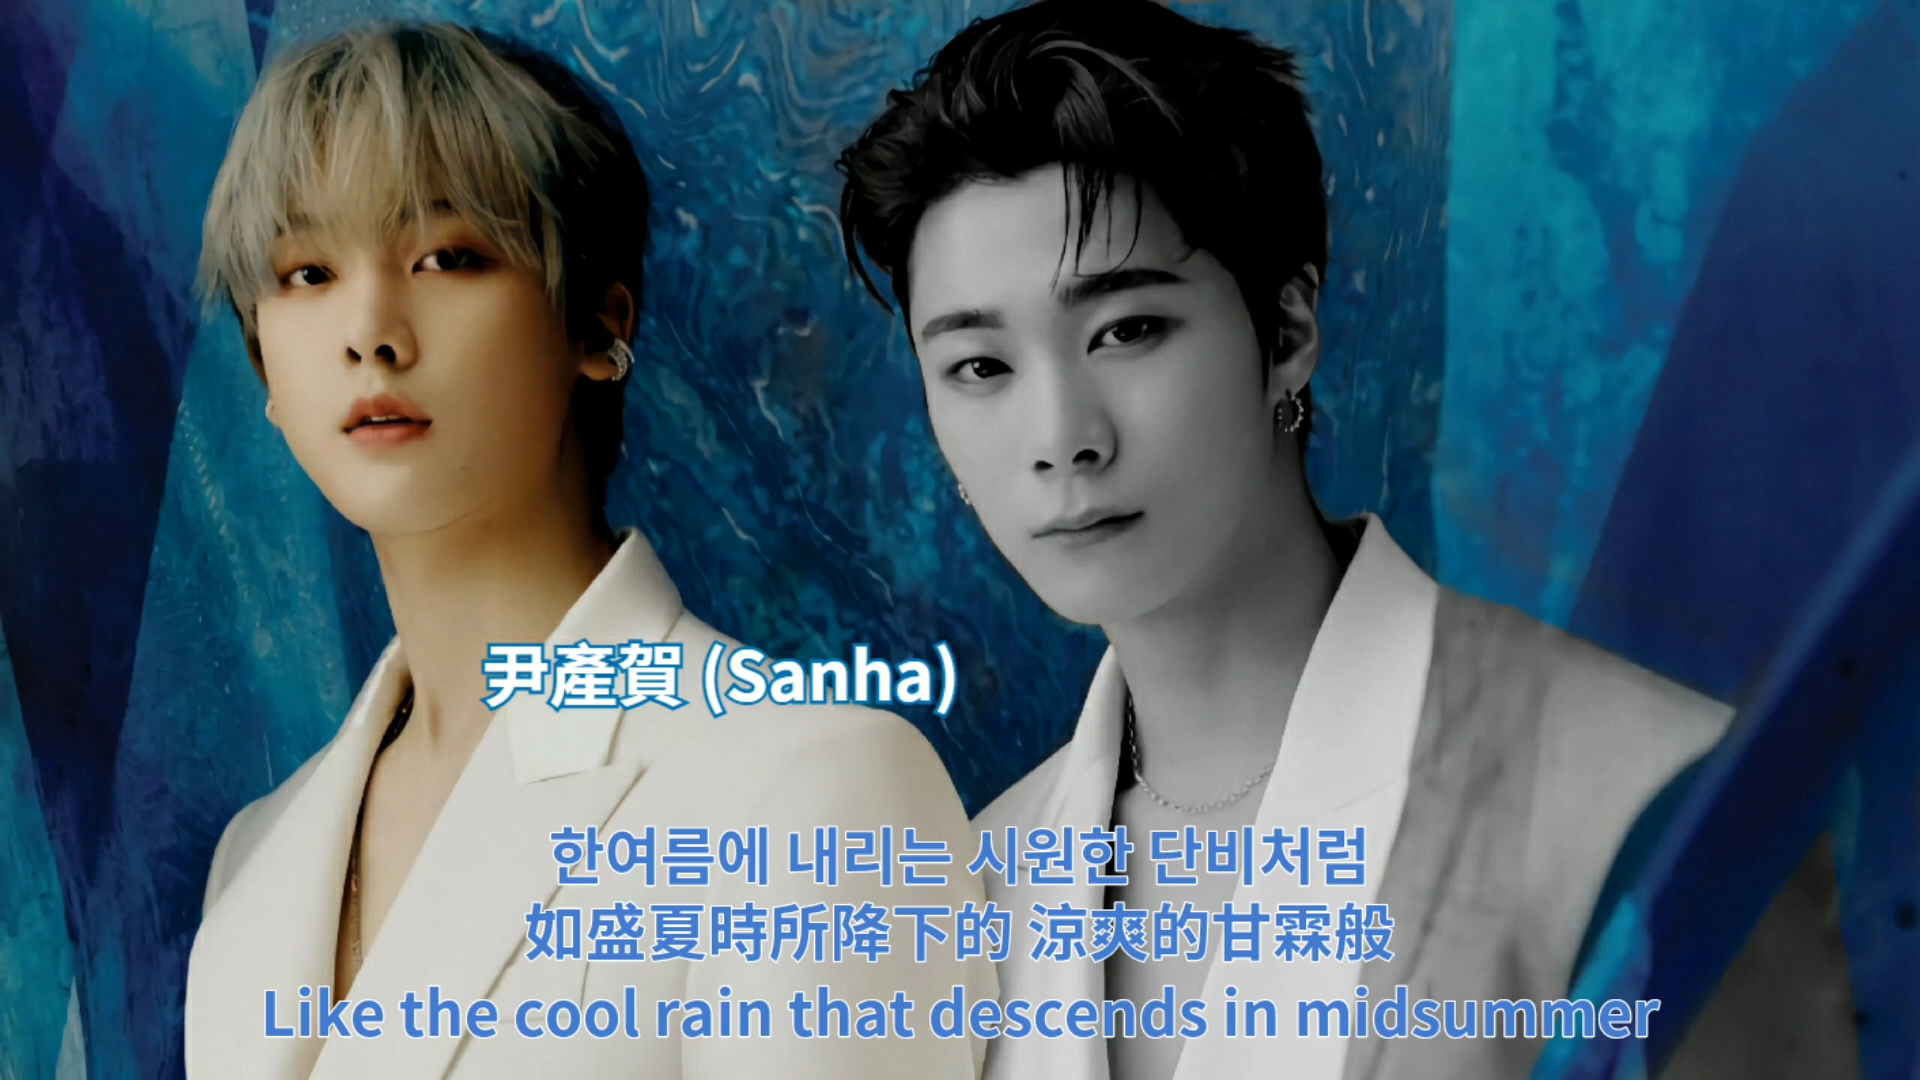 尹產賀 (Sanha)
한여름에 내리는 시원한 단비처럼
如盛夏時所降下的 涼爽的甘霖般
Like the cool rain that descends in midsummer